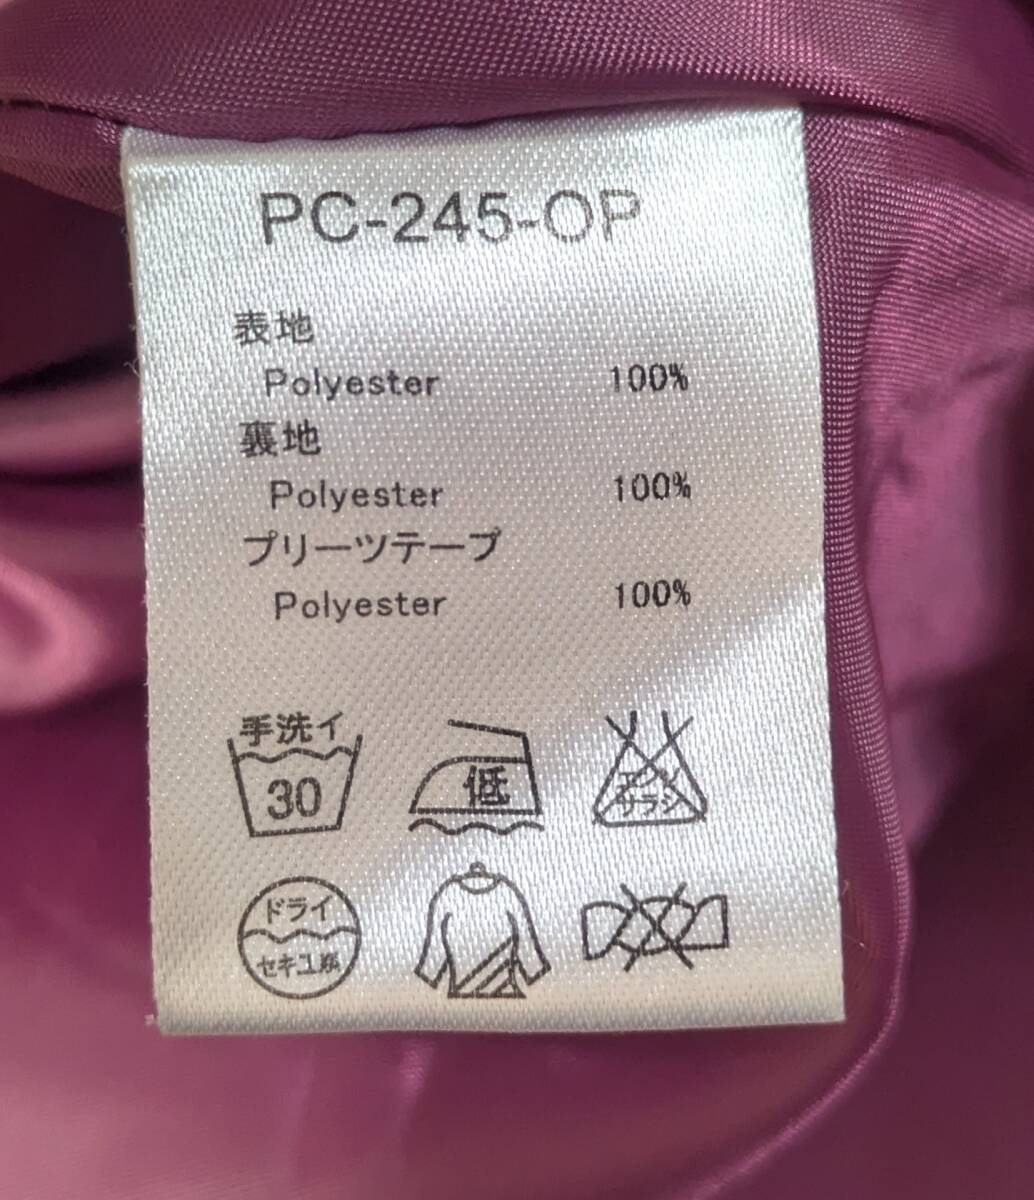 PC-245-OP
表地
Polyester 100%
裏地
Polyester 100%
プリーツテープ
Polyester 100%
手洗イ
30
低
エンソ
サラシ
ドライ
セキユ系